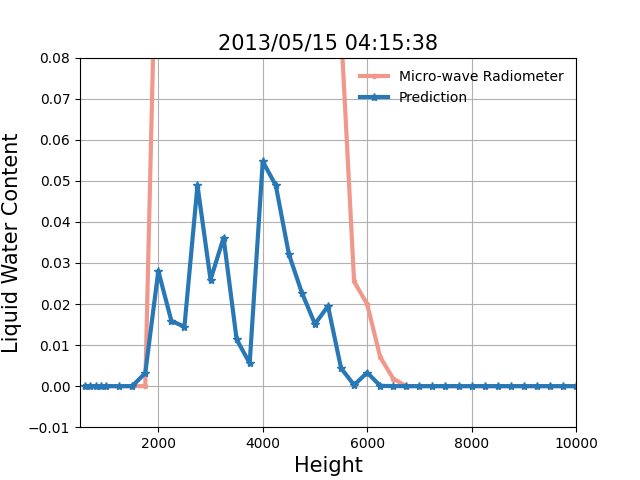 2013/05/15 04:15:38
Micro-wave Radiometer
Prediction
Liquid Water Content
0.08
0.07
0.06
0.05
0.04
0.03
0.02
0.01
0.00
−0.01
2000 4000 6000 8000 10000
Height